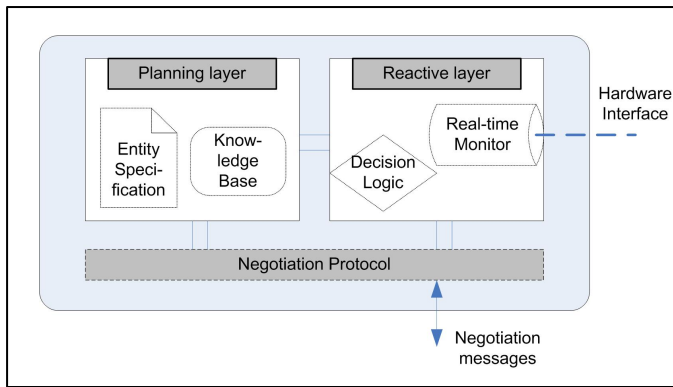 Planning layer
Reactive layer
Hardware
Interface
Entity
Speci-
fication
Know-
ledge
Base
Decision
Logic
Real-time
Monitor
Negotiation Protocol
Negotiation
messages